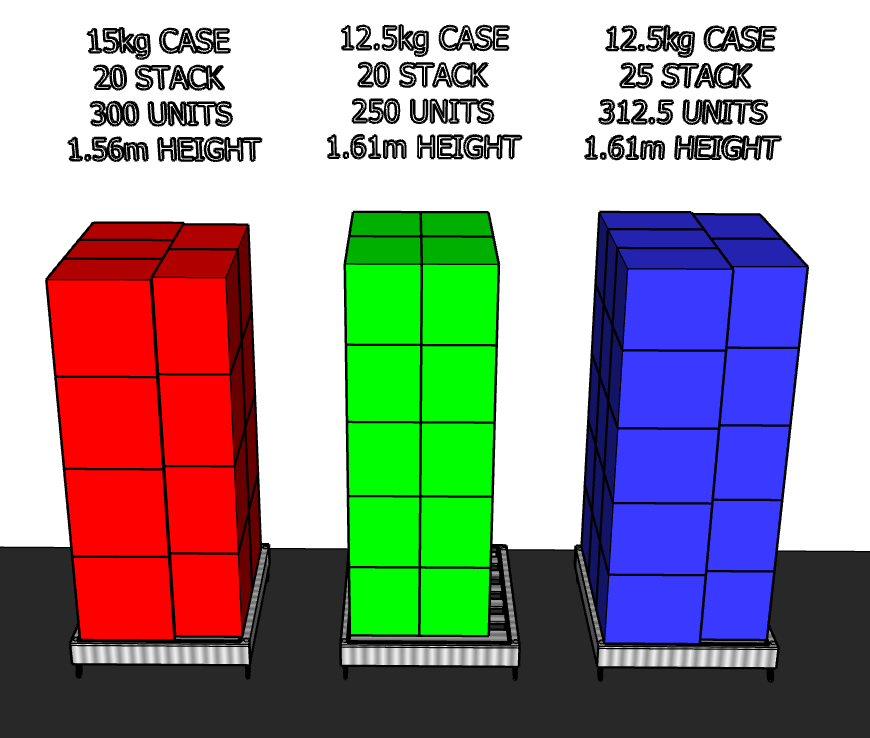 15kg CASE
20 STACK
300 UNITS
1.56m HEIGHT
12.5kg CASE
20 STACK
250 UNITS
1.61m HEIGHT
12.5kg CASE
25 STACK
312.5 UNITS
1.61m HEIGHT